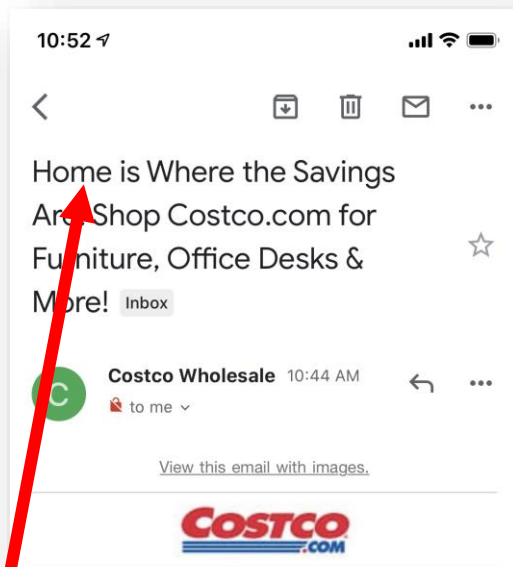 10:52
Home is Where the Savings
Are! Shop Costco.com for
Furniture, Office Desks &
More! Inbox
C Costco Wholesale 10:44 AM
to me
View this email with images.
COSTCO
.COM